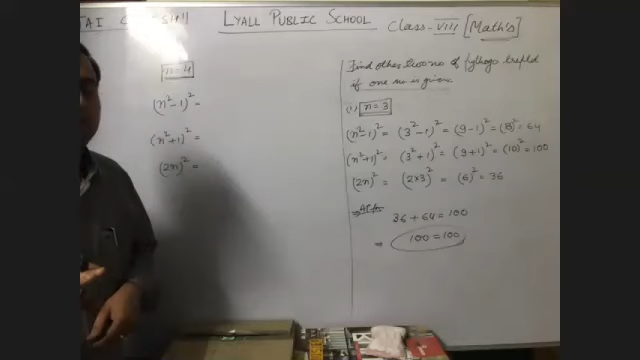 LYALL PUBLIC SCHOOL
Class-VIII [Math's]
n=4
(n²-1)² =
(n²+1)² =
(2n)² =
Find other two no of Pythago trepld
if one no is given
(i) n=3
(n²-1)² = (3²-1)² = (9-1)² = (8)² = 64
(n²+1)² = (3²+1)² = (9+1)² = (10)² = 100
(2n)² = (2×3)² = (6)² = 36
36 + 64 = 100
= 100 = 100